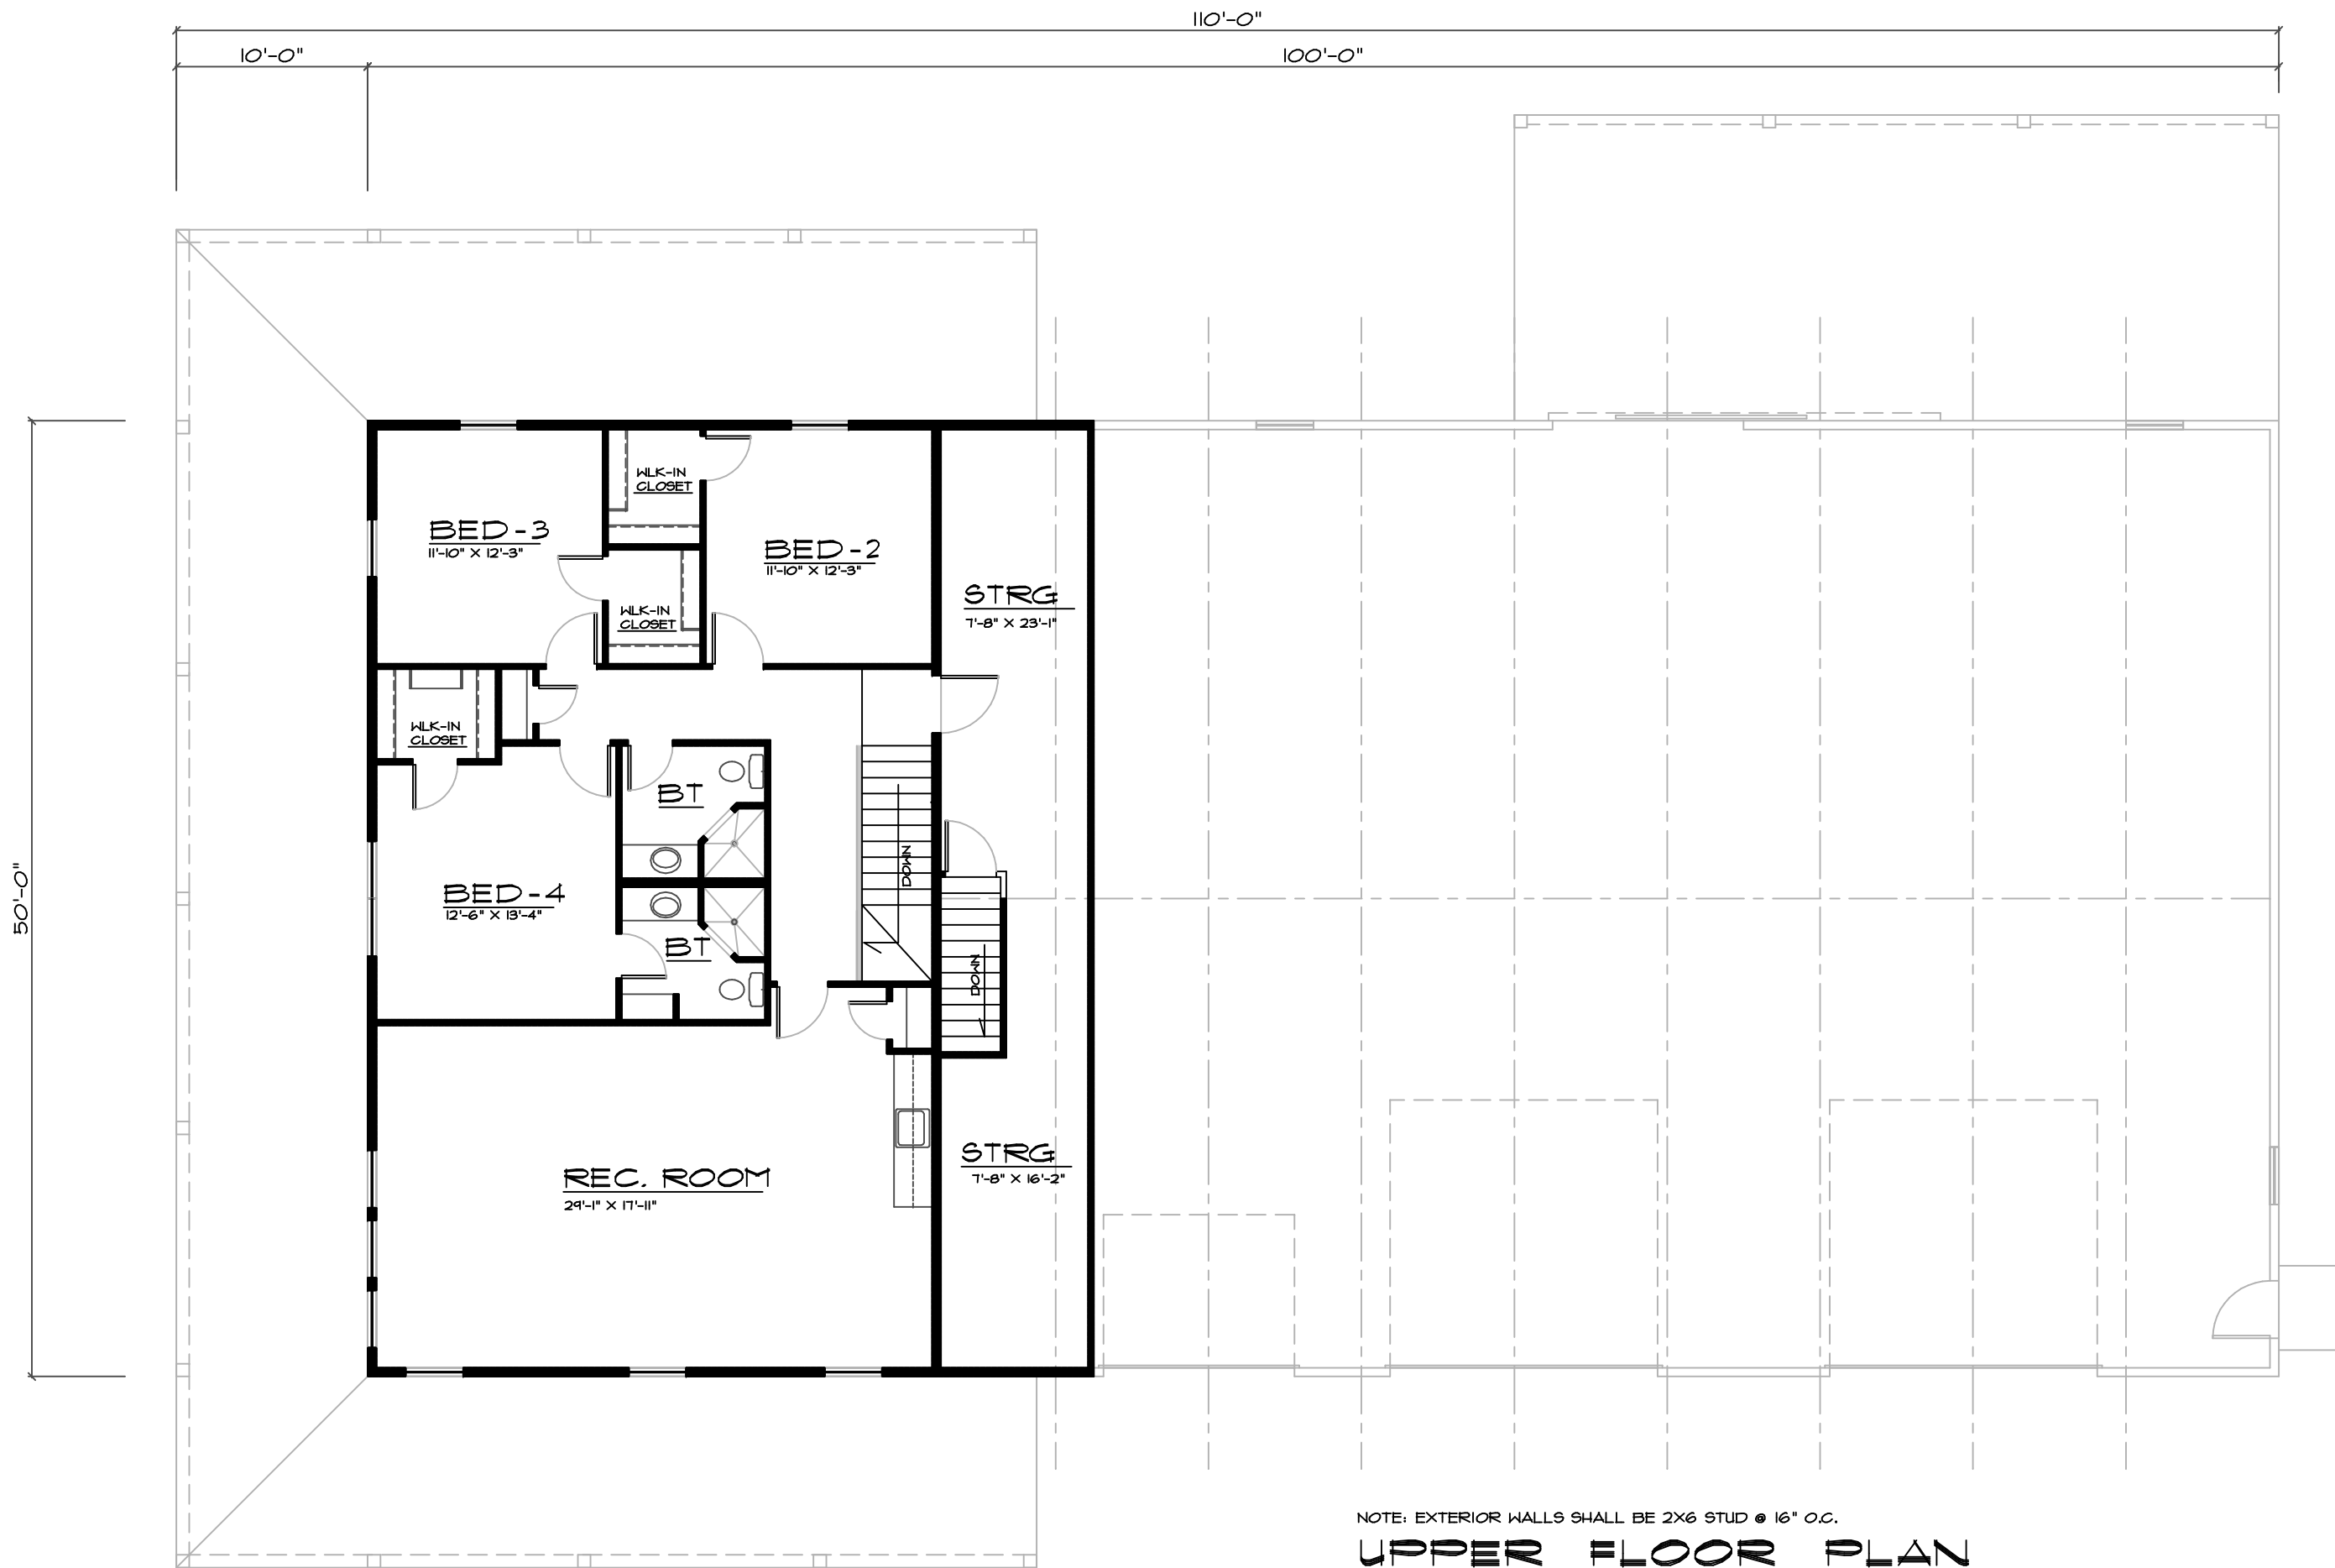 110'-0"
10'-0"
100'-0"
WLK-IN
CLOSET
BED-3
11'-10" X 12'-3"
BED-2
11'-10" X 12'-3"
STRG
7'-8" X 23'-1"
WLK-IN
CLOSET
WLK-IN
CLOSET
BT
DOWN
50'-0"
BED-4
12'-6" X 13'-4"
BT
DOWN
STRG
7'-8" X 16'-2"
REC. ROOM
29'-1" X 17'-11"
NOTE: EXTERIOR WALLS SHALL BE 2X6 STUD @ 16" O.C.
UPPER FLOOR PLAN